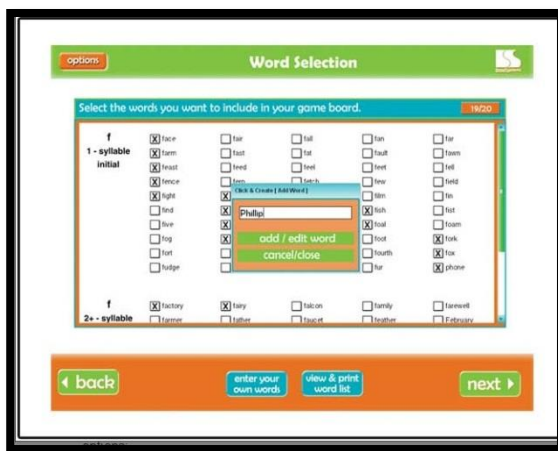 options
Word Selection
Select the words you want to include in your game board.
19/20
f
1 - syllable
initial
X face
fair
fall
fan
far
X farm
fast
fat
fault
fawn
X feast
feed
feel
feet
fell
X fence
fern
fetch
few
field
X fight
X
film
fin
find
X
X fish
fist
five
X
X foal
foam
fog
X
foot
X fork
fort
fourth
X fox
fudge
fur
X phone
Click & Create [ Add Word ]
Phillip
add / edit word
cancel/close
f
2+ - syllable
X factory
X fairy
falcon
family
farewell
farmer
father
faucet
feather
February
back
enter your
own words
view & print
word list
next